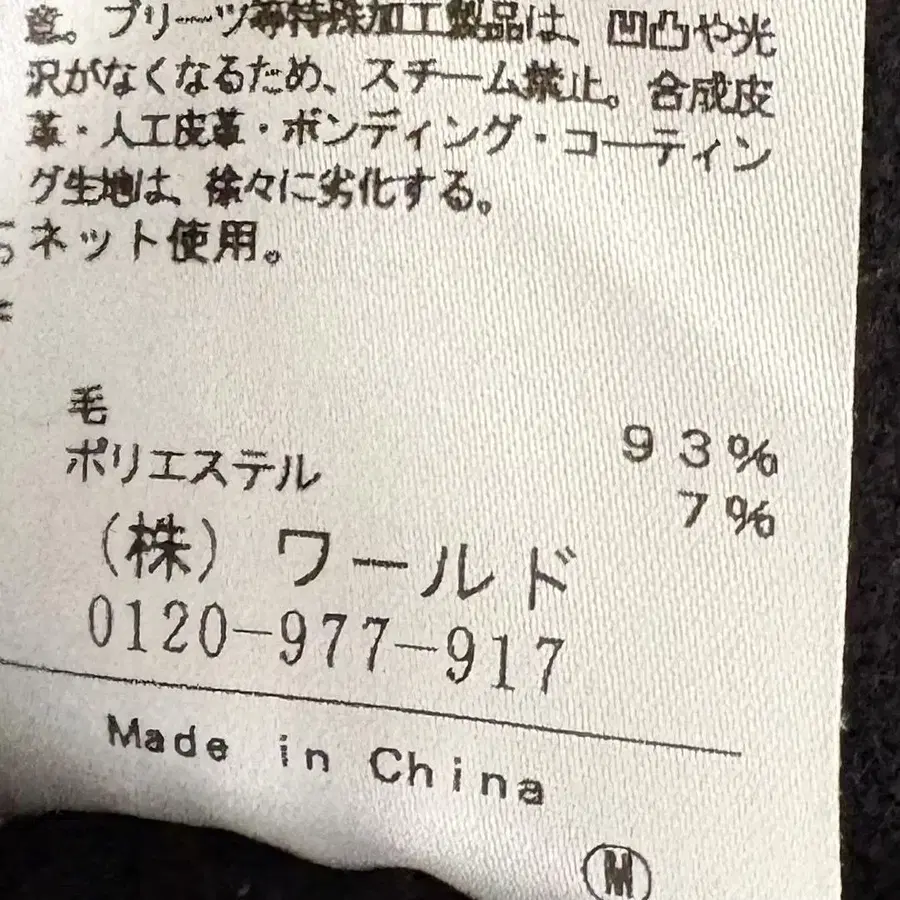 意。プリーツ等特殊加工製品は、凹凸や光
沢がなくなるため、スチーム禁止。合成皮
革・人工皮革・ボンディング・コーティン
グ生地は、徐々に劣化する。
ネット使用。
毛 93%
ポリエステル 7%
(株) ワールド
0120-977-917
Made in China
M